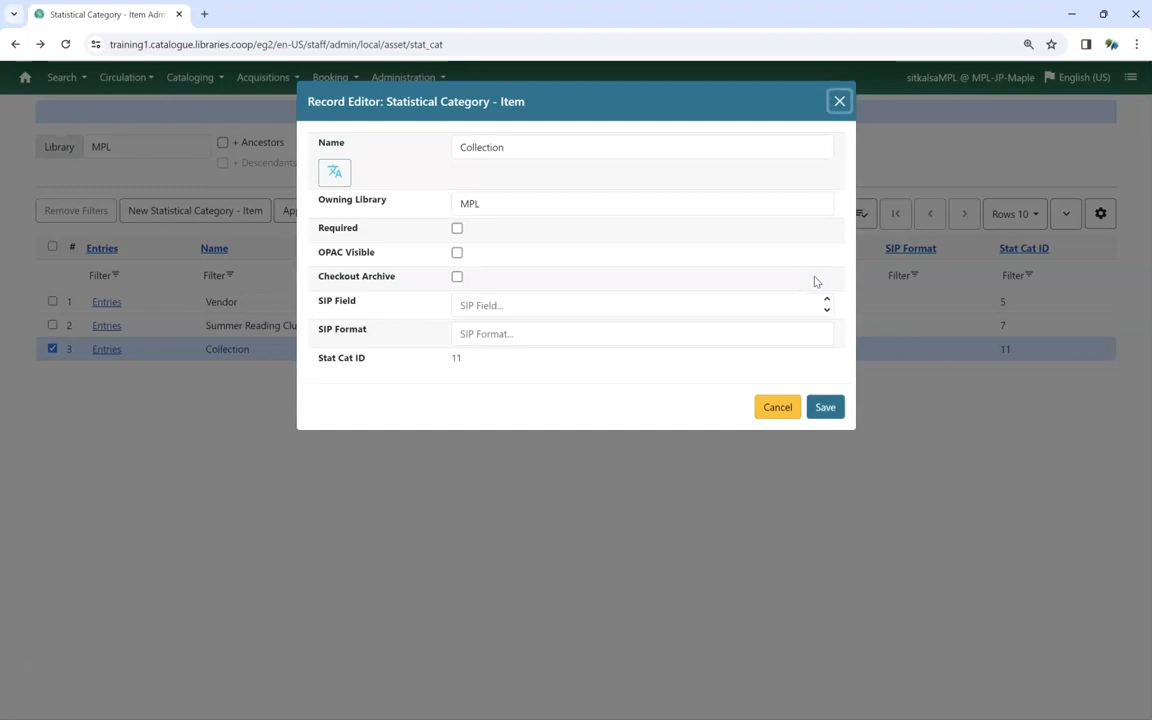 Statistical Category - Item Adm
training1.catalogue.libraries.coop/eg2/en-US/staff/admin/local/asset/stat_cat
Search Circulation Cataloging Acquisitions Booking Administration sitkalsaMPL @ MPL-JP-Maple English (US)
Record Editor: Statistical Category - Item
Library MPL + Ancestors
+ Descendants
Name Collection
Owning Library MPL
Required
OPAC Visible
Checkout Archive
SIP Field SIP Field...
SIP Format SIP Format...
Stat Cat ID 11
Cancel Save
Remove Filters New Statistical Category - Item Rows 10
# Entries Name SIP Format Stat Cat ID
Filter Filter Filter Filter
1 Entries Vendor 5
2 Entries Summer Reading Clu 7
3 Entries Collection 11